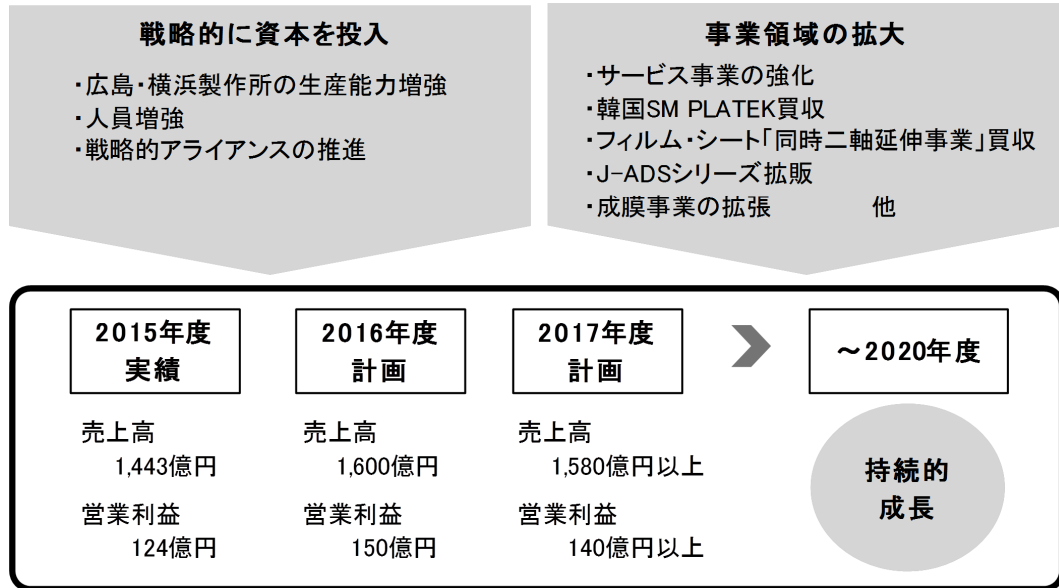 戦略的に資本を投入
・広島・横浜製作所の生産能力増強
・人員増強
・戦略的アライアンスの推進
事業領域の拡大
・サービス事業の強化
・韓国SM PLATEK買収
・フィルム・シート「同時二軸延伸事業」買収
・J-ADSシリーズ拡販
・成膜事業の拡張 他
2015年度
実績
売上高
1,443億円
営業利益
124億円
2016年度
計画
売上高
1,600億円
営業利益
150億円
2017年度
計画
売上高
1,580億円以上
営業利益
140億円以上
～2020年度
持続的
成長